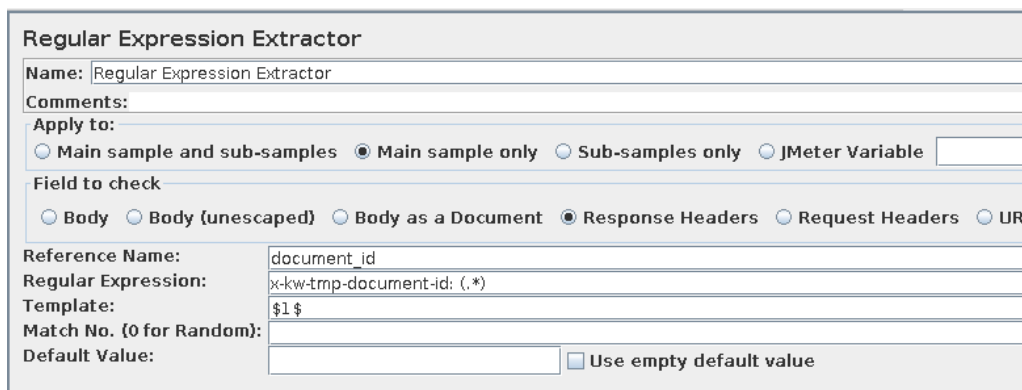 Regular Expression Extractor
Name: Regular Expression Extractor
Comments:
Apply to:
Main sample and sub-samples Main sample only Sub-samples only JMeter Variable
Field to check
Body Body (unescaped) Body as a Document Response Headers Request Headers UR
Reference Name: document_id
Regular Expression: x-kw-tmp-document-id: (.*)
Template: $1$
Match No. (0 for Random):
Default Value: Use empty default value